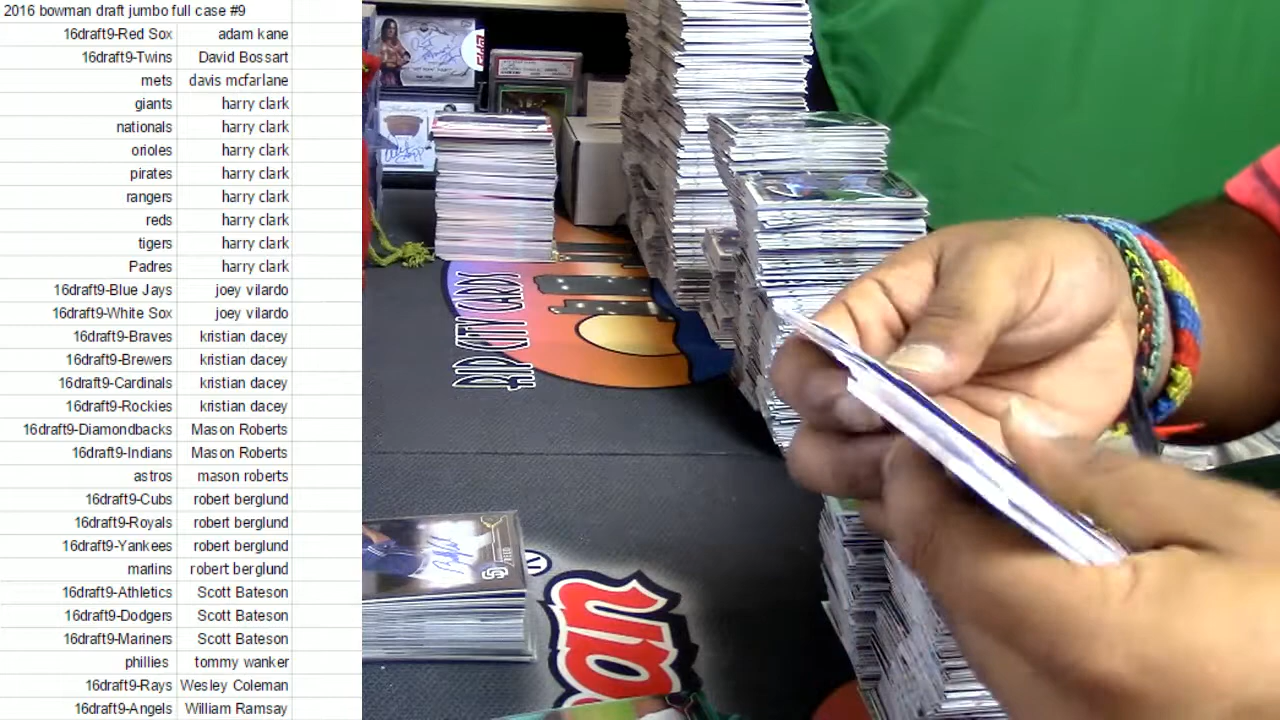 2016 bowman draft jumbo full case #9
16draft9-Red Sox adam kane
16draft9-Twins David Bossart
mets davis mcfarlane
giants harry clark
nationals harry clark
orioles harry clark
pirates harry clark
rangers harry clark
reds harry clark
tigers harry clark
Padres harry clark
16draft9-Blue Jays joey vilardo
16draft9-White Sox joey vilardo
16draft9-Braves kristian dacey
16draft9-Brewers kristian dacey
16draft9-Cardinals kristian dacey
16draft9-Rockies kristian dacey
16draft9-Diamondbacks Mason Roberts
16draft9-Indians Mason Roberts
astros mason roberts
16draft9-Cubs robert berglund
16draft9-Royals robert berglund
16draft9-Yankees robert berglund
marlins robert berglund
16draft9-Athletics Scott Bateson
16draft9-Dodgers Scott Bateson
16draft9-Mariners Scott Bateson
phillies tommy wanker
16draft9-Rays Wesley Coleman
16draft9-Angels William Ramsay
RIP CITY CARDS